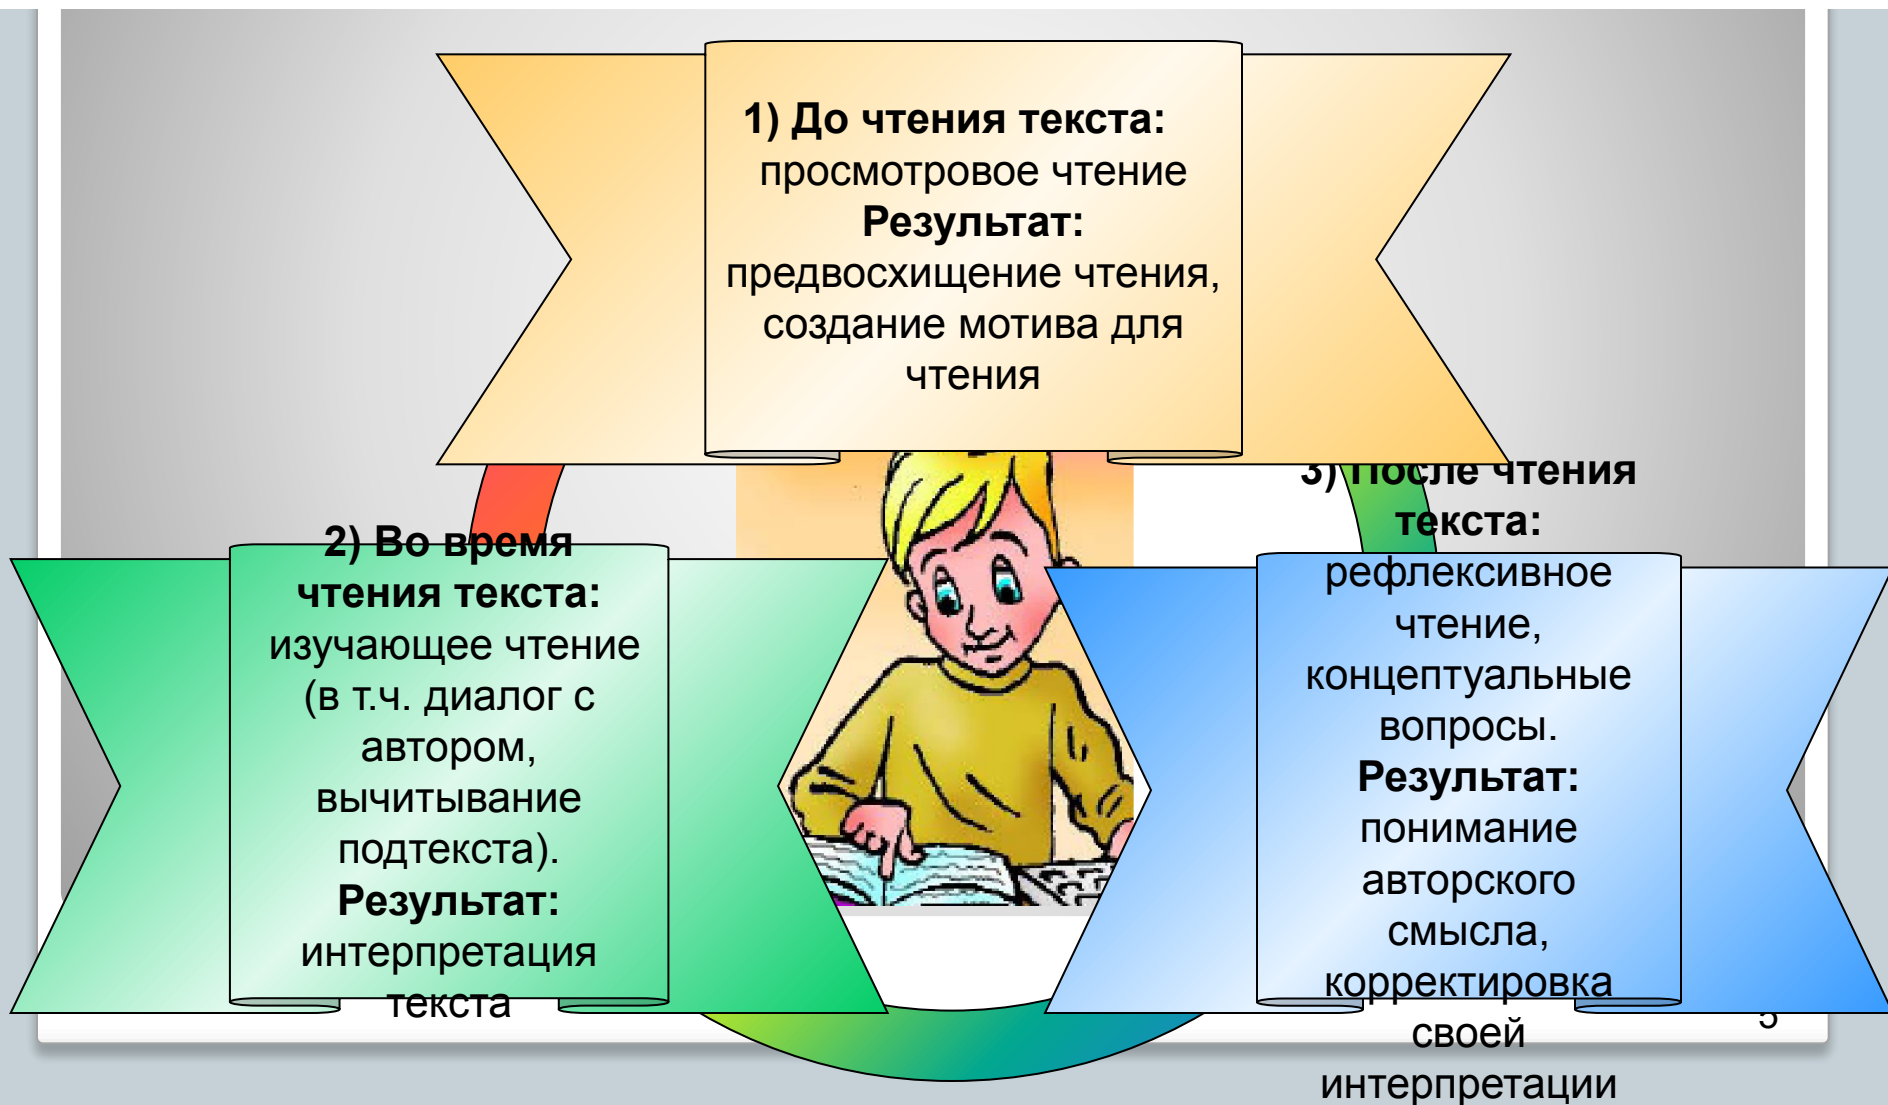 1) До чтения текста:
просмотровое чтение
Результат:
предвосхищение чтения,
создание мотива для
чтения
2) Во время
чтения текста:
изучающее чтение
(в т.ч. диалог с
автором,
вычитывание
подтекста).
Результат:
интерпретация
текста
3) После чтения
текста:
рефлексивное
чтение,
концептуальные
вопросы.
Результат:
понимание
авторского
смысла,
корректировка
своей
интерпретации
5